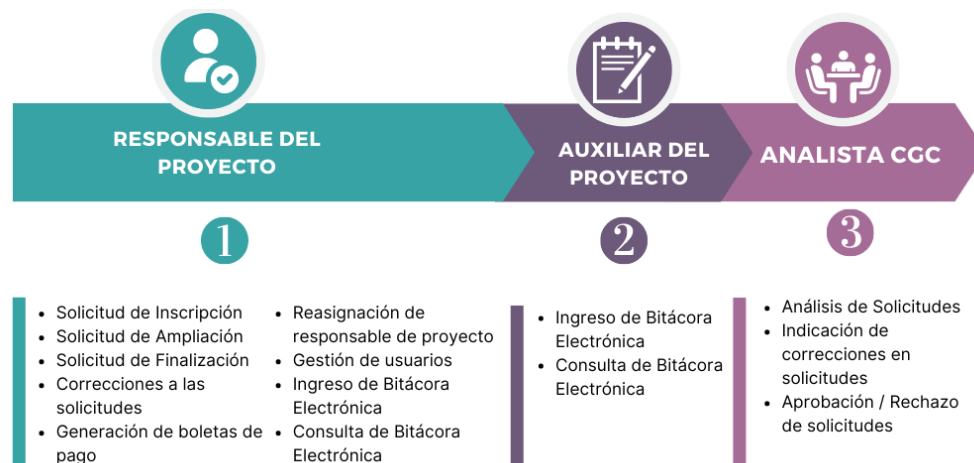 RESPONSABLE DEL
PROYECTO
AUXILIAR DEL
PROYECTO
ANALISTA CGC
1
2
3
• Solicitud de Inscripción
• Solicitud de Ampliación
• Solicitud de Finalización
• Correcciones a las
solicitudes
• Generación de boletas de
pago
• Reasignación de
responsable de proyecto
• Gestión de usuarios
• Ingreso de Bitácora
Electrónica
• Consulta de Bitácora
Electrónica
• Ingreso de Bitácora
Electrónica
• Consulta de Bitácora
Electrónica
• Análisis de Solicitudes
• Indicación de
correcciones en
solicitudes
• Aprobación / Rechazo
de solicitudes